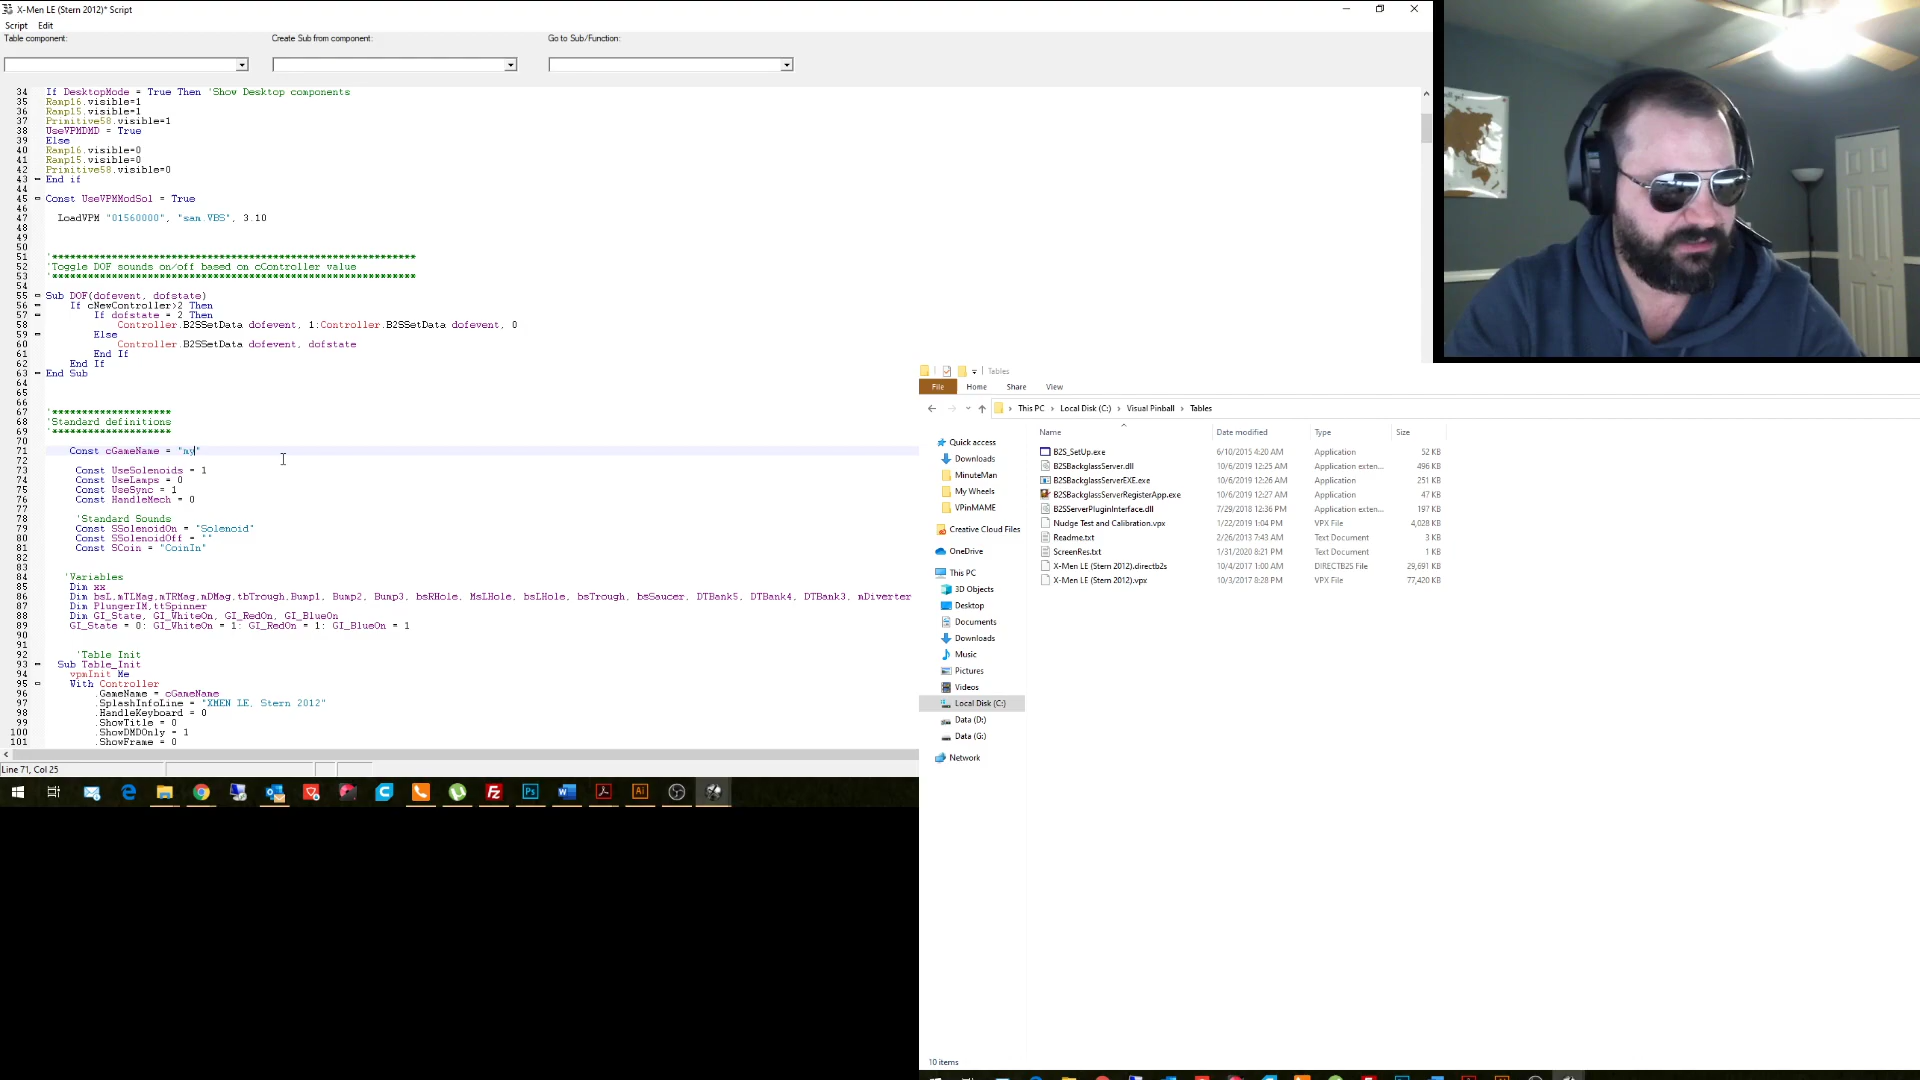 X-Men LE (Stern 2012)* Script
Script Edit
Table component: Create Sub from component: Go to Sub/Function:
34 If DesktopMode = True Then 'Show Desktop components
35 Ramp16.visible=1
36 Ramp15.visible=1
37 Primitive58.visible=1
38 UseVPMDMD = True
39 Else
40 Ramp16.visible=0
41 Ramp15.visible=0
42 Primitive58.visible=0
43 End if
44
45 Const UseVPMModSol = True
46
47 LoadVPM "01560000", "sam.VBS", 3.10
48
49
50
51 '*************************************************************
52 'Toggle DOF sounds on/off based on cController value
53 '*************************************************************
54
55 Sub DOF(dofevent, dofstate)
56 If cNewController>2 Then
57 If dofstate = 2 Then
58 Controller.B2SSetData dofevent, 1:Controller.B2SSetData dofevent, 0
59 Else
60 Controller.B2SSetData dofevent, dofstate
61 End If
62 End If
63 End Sub
64
65
66
67 '********************
68 'Standard definitions
69 '********************
70
71 Const cGameName = "my"
72
73 Const UseSolenoids = 1
74 Const UseLamps = 0
75 Const UseSync = 1
76 Const HandleMech = 0
77
78 'Standard Sounds
79 Const SSolenoidOn = "Solenoid"
80 Const SSolenoidOff = ""
81 Const SCoin = "CoinIn"
82
83
84 'Variables
85 Dim xx
86 Dim bsL,mTLMag,mTRMag,mDMag,tbTrough,Bump1, Bump2, Bump3, bsRHole, MsLHole, bsLHole, bsTrough, bsSaucer, DTBank5, DTBank4, DTBank3, mDiverter
87 Dim PlungerIM,ttSpinner
88 Dim GI_State, GI_WhiteOn, GI_RedOn, GI_BlueOn
89 GI_State = 0: GI_WhiteOn = 1: GI_RedOn = 1: GI_BlueOn = 1
90
91
92 'Table Init
93 Sub Table_Init
94 vpmInit Me
95 With Controller
96 .GameName = cGameName
97 .SplashInfoLine = "XMEN LE, Stern 2012"
98 .HandleKeyboard = 0
99 .ShowTitle = 0
100 .ShowDMDOnly = 1
101 .ShowFrame = 0
Line 71, Col 25
Tables
File Home Share View
This PC > Local Disk (C:) > Visual Pinball > Tables
Name Date modified Type Size
Quick access
Downloads
MinuteMan
My Wheels
VPinMAME
Creative Cloud Files
OneDrive
This PC
3D Objects
Desktop
Documents
Downloads
Music
Pictures
Videos
Local Disk (C:)
Data (D:)
Data (G:)
Network
B2S_SetUp.exe 6/10/2015 4:20 AM Application 52 KB
B2SBackglassServer.dll 10/6/2019 12:25 AM Application exten... 496 KB
B2SBackglassServerEXE.exe 10/6/2019 12:26 AM Application 251 KB
B2SBackglassServerRegisterApp.exe 10/6/2019 12:27 AM Application 47 KB
B2SServerPluginInterface.dll 7/29/2018 12:36 PM Application exten... 197 KB
Nudge Test and Calibration.vpx 1/22/2019 1:04 PM VPX File 4,028 KB
Readme.txt 2/26/2013 7:43 AM Text Document 3 KB
ScreenRes.txt 1/31/2020 8:21 PM Text Document 1 KB
X-Men LE (Stern 2012).directb2s 10/4/2017 1:00 AM DIRECTB2S File 29,691 KB
X-Men LE (Stern 2012).vpx 10/3/2017 8:28 PM VPX File 77,420 KB
10 items